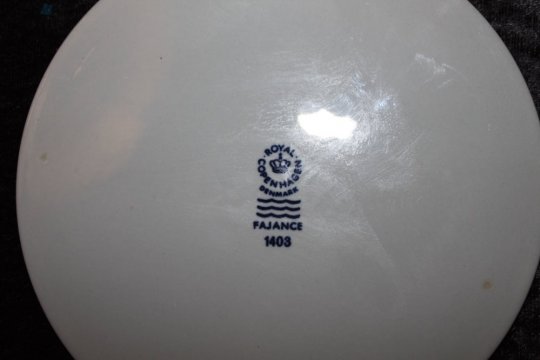 ROYAL
COPENHAGEN
DENMARK
FAJANCE
1403